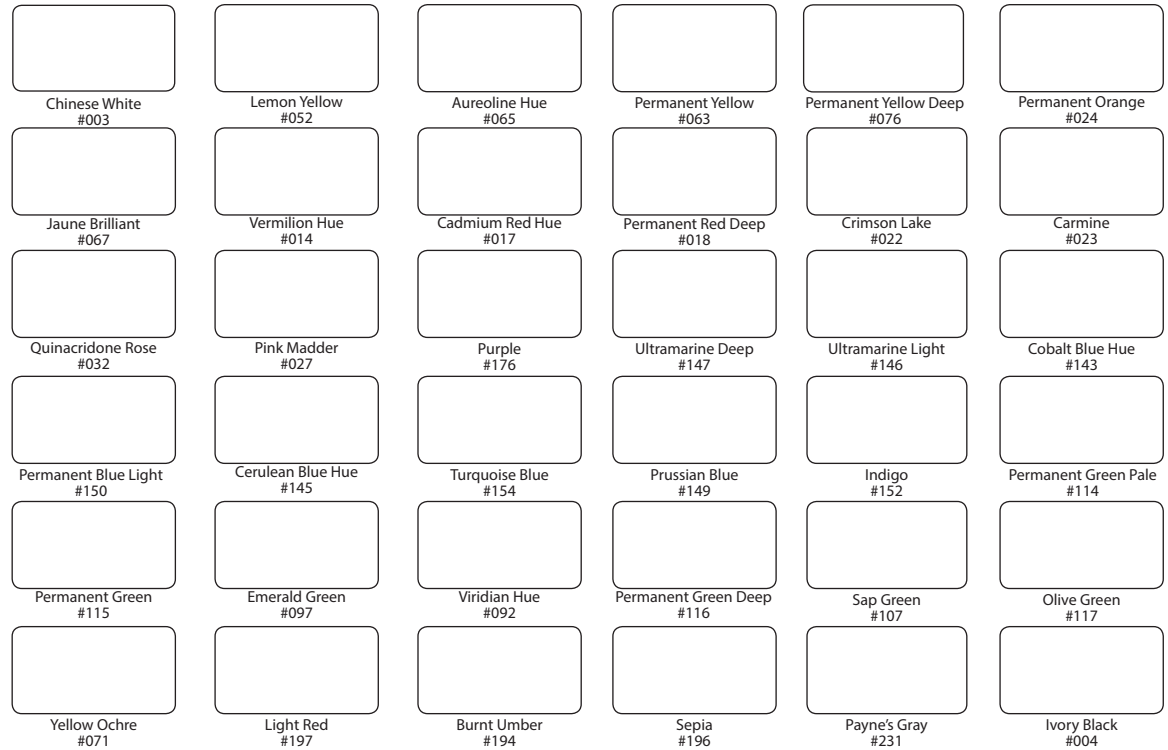 Chinese White
#003
Lemon Yellow
#052
Aureoline Hue
#065
Permanent Yellow
#063
Permanent Yellow Deep
#076
Permanent Orange
#024
Jaune Brilliant
#067
Vermilion Hue
#014
Cadmium Red Hue
#017
Permanent Red Deep
#018
Crimson Lake
#022
Carmine
#023
Quinacridone Rose
#032
Pink Madder
#027
Purple
#176
Ultramarine Deep
#147
Ultramarine Light
#146
Cobalt Blue Hue
#143
Permanent Blue Light
#150
Cerulean Blue Hue
#145
Turquoise Blue
#154
Prussian Blue
#149
Indigo
#152
Permanent Green Pale
#114
Permanent Green
#115
Emerald Green
#097
Viridian Hue
#092
Permanent Green Deep
#116
Sap Green
#107
Olive Green
#117
Yellow Ochre
#071
Light Red
#197
Burnt Umber
#194
Sepia
#196
Payne's Gray
#231
Ivory Black
#004